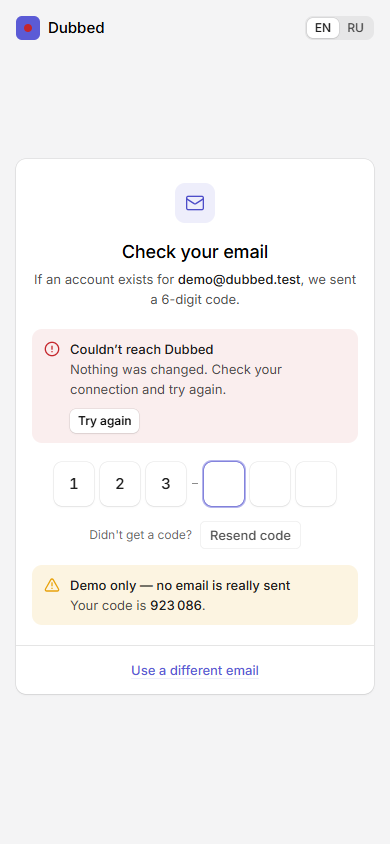 Dubbed
EN RU
Check your email
If an account exists for demo@dubbed.test, we sent
a 6-digit code.
Couldn’t reach Dubbed
Nothing was changed. Check your
connection and try again.
Try again
1 2 3 –
Didn't get a code? Resend code
Demo only — no email is really sent
Your code is 923 086.
Use a different email